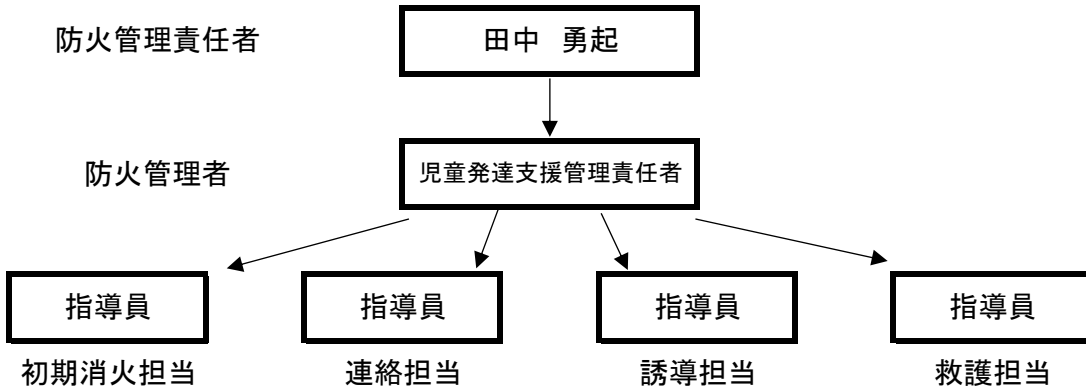 防火管理責任者
田中 勇起
防火管理者
児童発達支援管理責任者
指導員 指導員 指導員 指導員
初期消火担当 連絡担当 誘導担当 救護担当